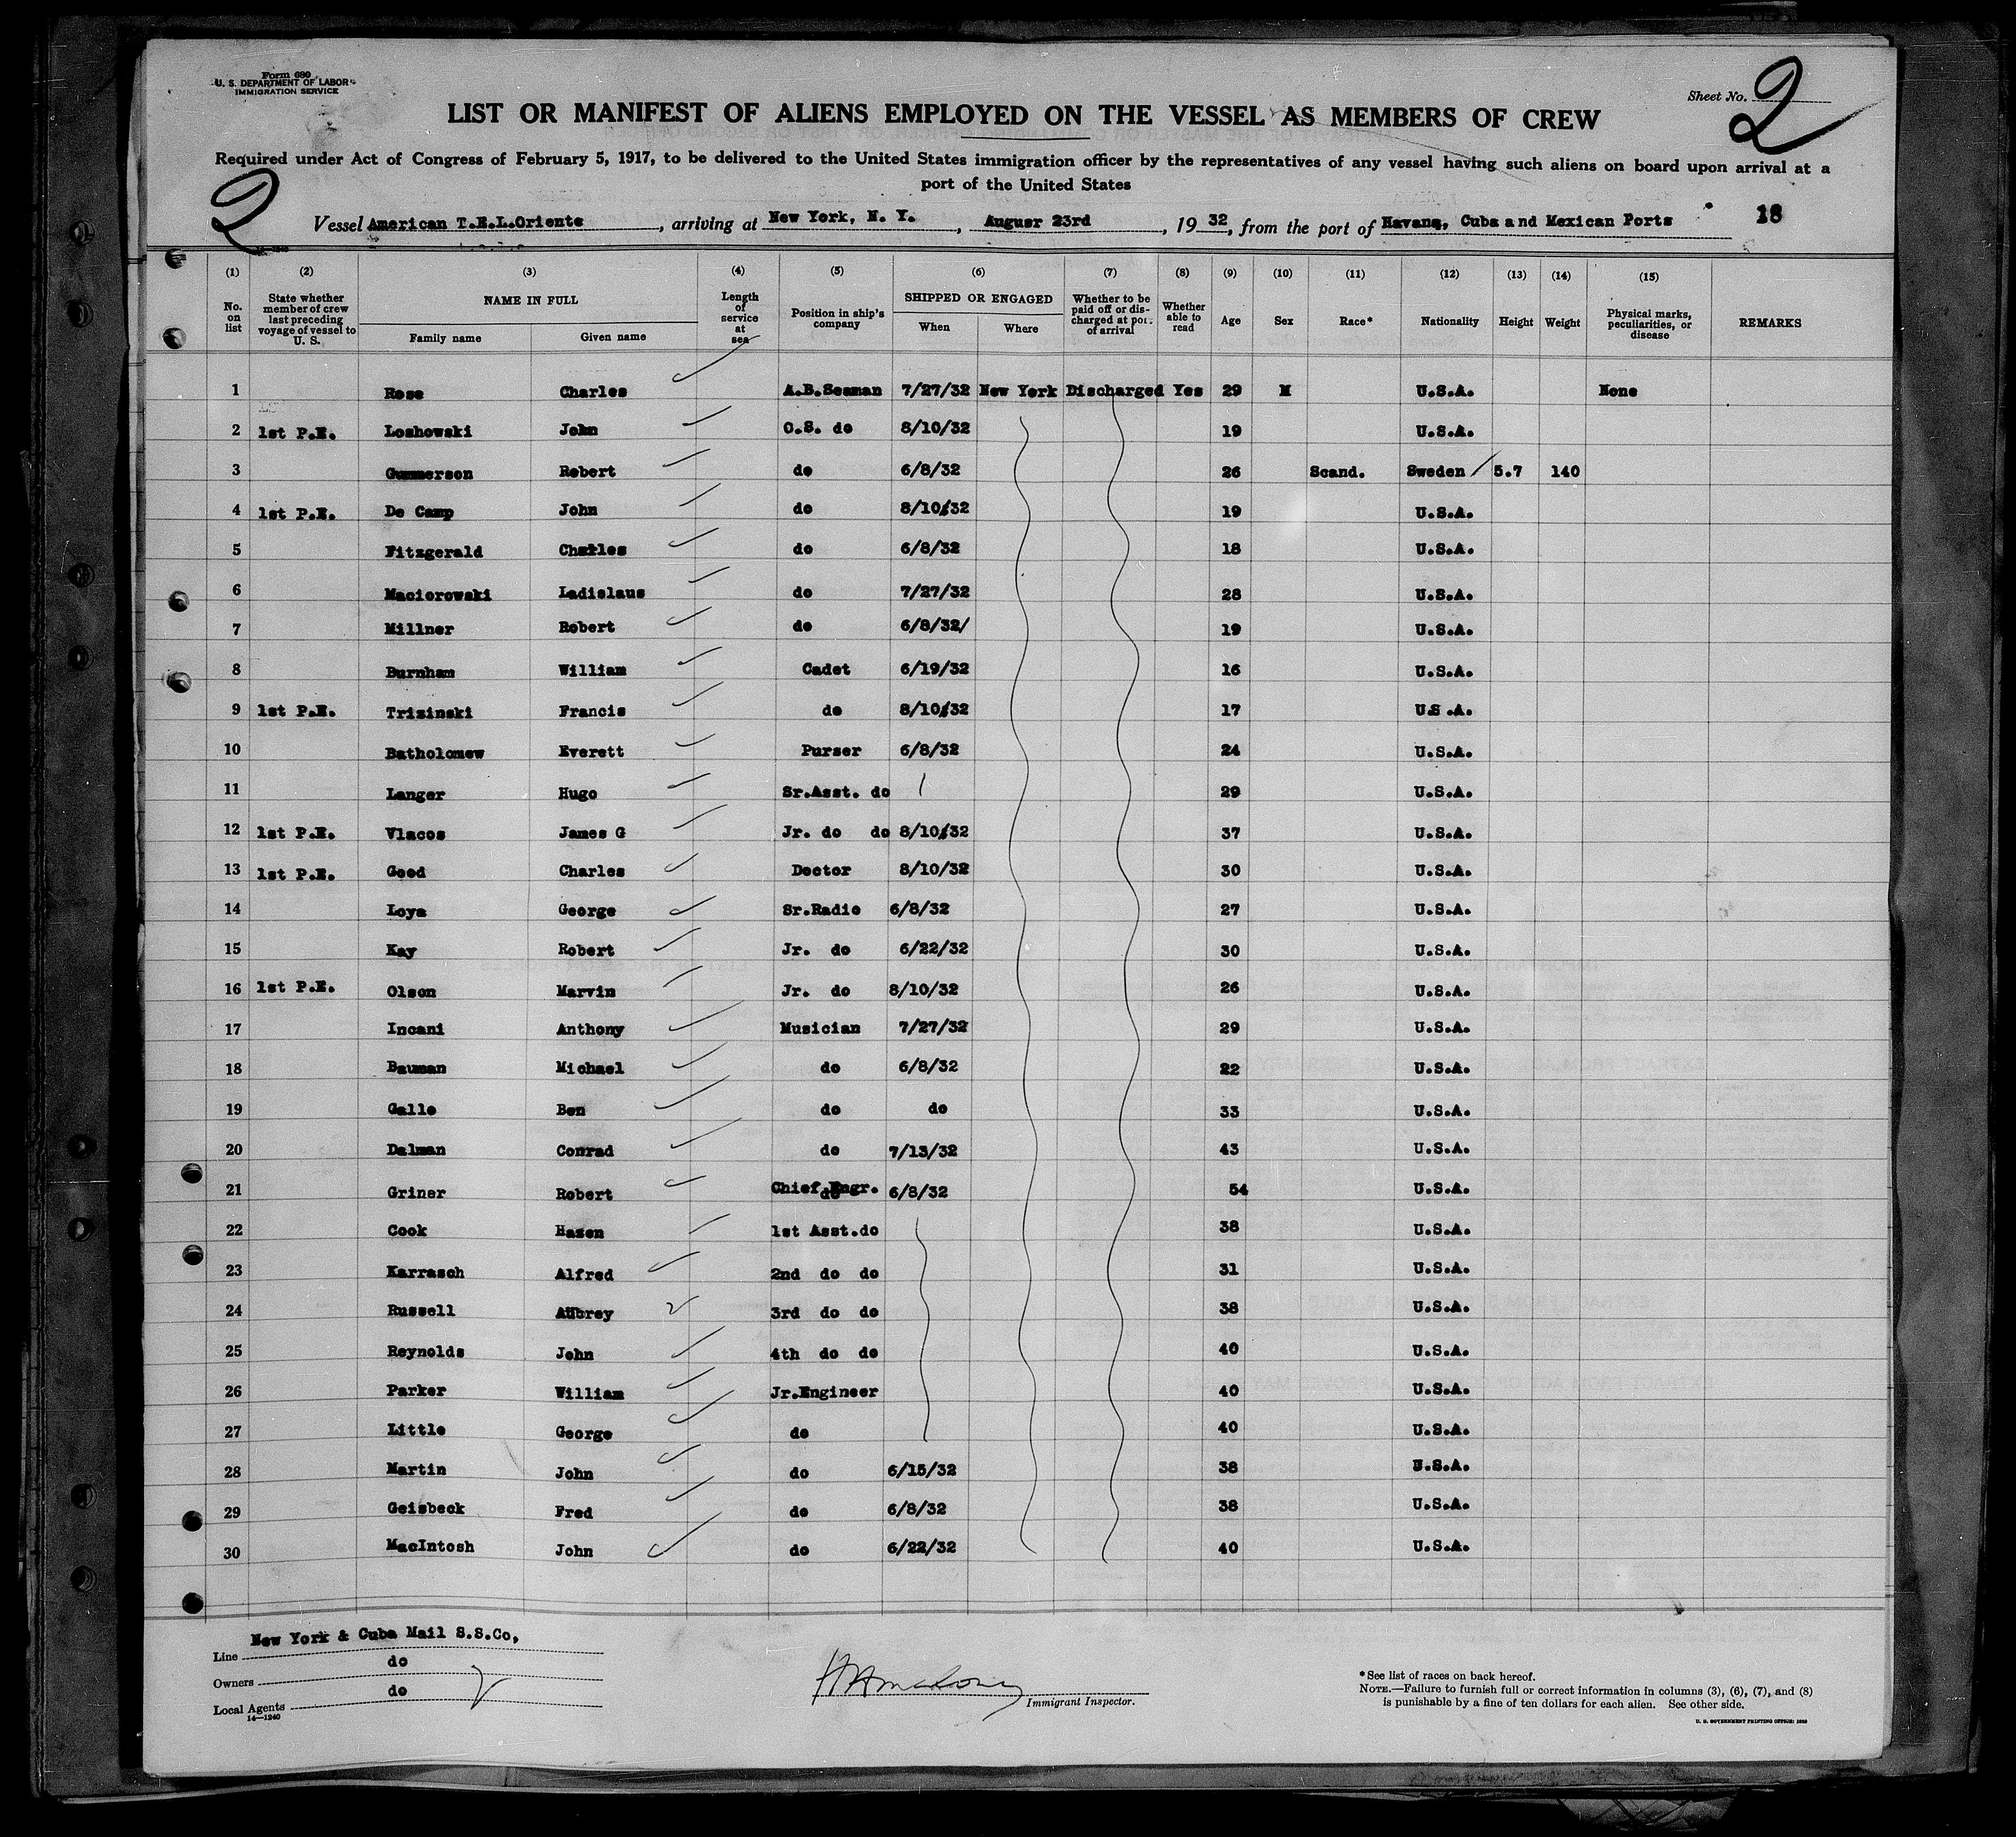 Form 680
U. S. DEPARTMENT OF LABOR
IMMIGRATION SERVICE
Sheet No. 2
LIST OR MANIFEST OF ALIENS EMPLOYED ON THE VESSEL AS MEMBERS OF CREW
Required under Act of Congress of February 5, 1917, to be delivered to the United States immigration officer by the representatives of any vessel having such aliens on board upon arrival at a
port of the United States
2
Vessel American T.E.L.Oriente, arriving at New York, N. Y., Augusr 23rd, 1932, from the port of Havana, Cuba and Mexican Ports 18
(1) (2) (3) (4) (5) (6) (7) (8) (9) (10) (11) (12) (13) (14) (15)
No. on list State whether member of crew last preceding voyage of vessel to U. S. NAME IN FULL Family name Given name Length of service at sea Position in ship's company SHIPPED OR ENGAGED When Where Whether to be paid off or discharged at port of arrival Whether able to read Age Sex Race* Nationality Height Weight Physical marks, peculiarities, or disease REMARKS
1 Rose Charles A.B.Seaman 7/27/32 New York Discharged Yes 29 M U.S.A. None
2 1st P.E. Loshowski John O.S. do 8/10/32 19 U.S.A.
3 Gummerson Robert do 6/8/32 26 Scand. Sweden 5.7 140
4 1st P.E. De Camp John do 8/10/32 19 U.S.A.
5 Fitzgerald Charles do 6/8/32 18 U.S.A.
6 Maciorowski Ladislaus do 7/27/32 28 U.S.A.
7 Millner Robert do 6/8/32/ 19 U.S.A.
8 Burnham William Cadet 6/19/32 16 U.S.A.
9 1st P.E. Trizinski Francis do 8/10/32 17 U.S.A.
10 Batholomew Everett Purser 6/8/32 24 U.S.A.
11 Langer Hugo Sr.Asst. do 29 U.S.A.
12 1st P.E. Vlacos James G Jr. do do 8/10/32 37 U.S.A.
13 1st P.E. Good Charles Doctor 8/10/32 30 U.S.A.
14 Loya George Sr.Radio 6/8/32 27 U.S.A.
15 Kay Robert Jr. do 6/22/32 30 U.S.A.
16 1st P.E. Olson Marvin Jr. do 8/10/32 26 U.S.A.
17 Incani Anthony Musician 7/27/32 29 U.S.A.
18 Bauman Michael do 6/8/32 22 U.S.A.
19 Gallo Ben do do 33 U.S.A.
20 Dalman Conrad do 7/13/32 43 U.S.A.
21 Griner Robert Chief Engr. 6/8/32 54 U.S.A.
22 Cook Hazen 1st Asst.do 38 U.S.A.
23 Karrasch Alfred 2nd do do 31 U.S.A.
24 Russell Aubrey 3rd do do 38 U.S.A.
25 Reynolds John 4th do do 40 U.S.A.
26 Parker William Jr.Engineer 40 U.S.A.
27 Little George do 40 U.S.A.
28 Martin John do 6/15/32 38 U.S.A.
29 Geisbeck Fred do 6/8/32 38 U.S.A.
30 MacIntosh John do 6/22/32 40 U.S.A.
Line New York & Cuba Mail S.S.Co,
Owners do
Local Agents do
14—1240
Immigrant Inspector.
*See list of races on back hereof.
NOTE.—Failure to furnish full or correct information in columns (3), (6), (7), and (8)
is punishable by a fine of ten dollars for each alien. See other side.